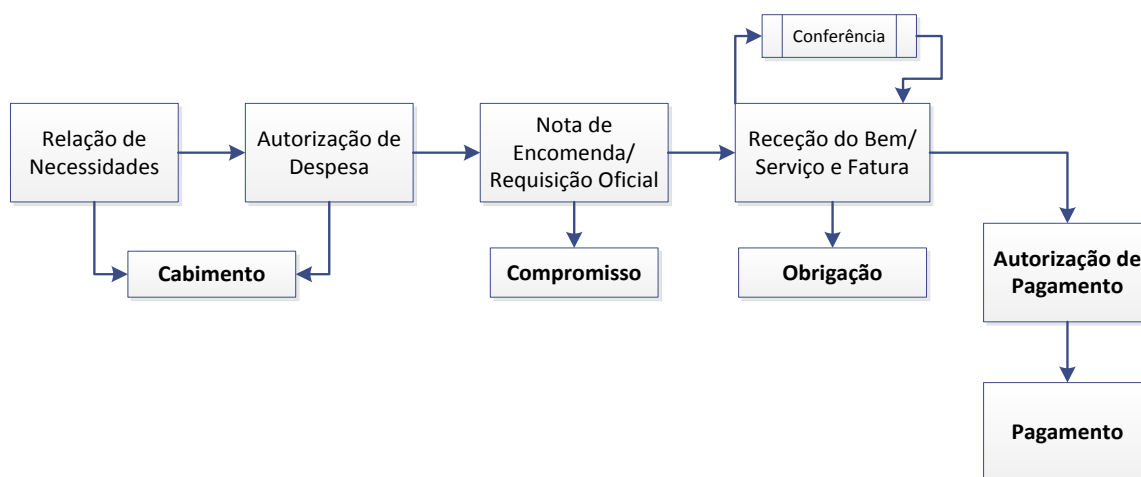 Conferência
Relação de
Necessidades
Autorização de
Despesa
Nota de
Encomenda/
Requisição Oficial
Receção do Bem/
Serviço e Fatura
Cabimento
Compromisso
Obrigação
Autorização de
Pagamento
Pagamento